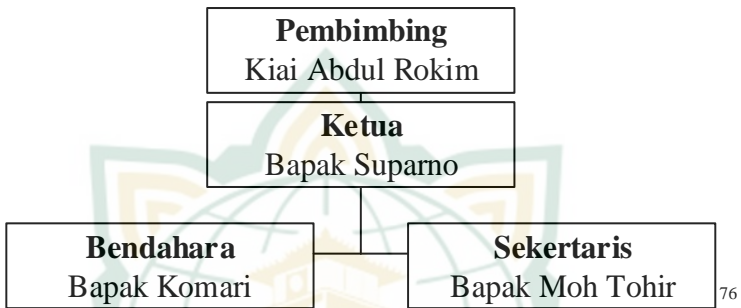 Pembimbing
Kiai Abdul Rokim
Ketua
Bapak Suparno
Bendahara
Bapak Komari
Sekertaris
Bapak Moh Tohir
76